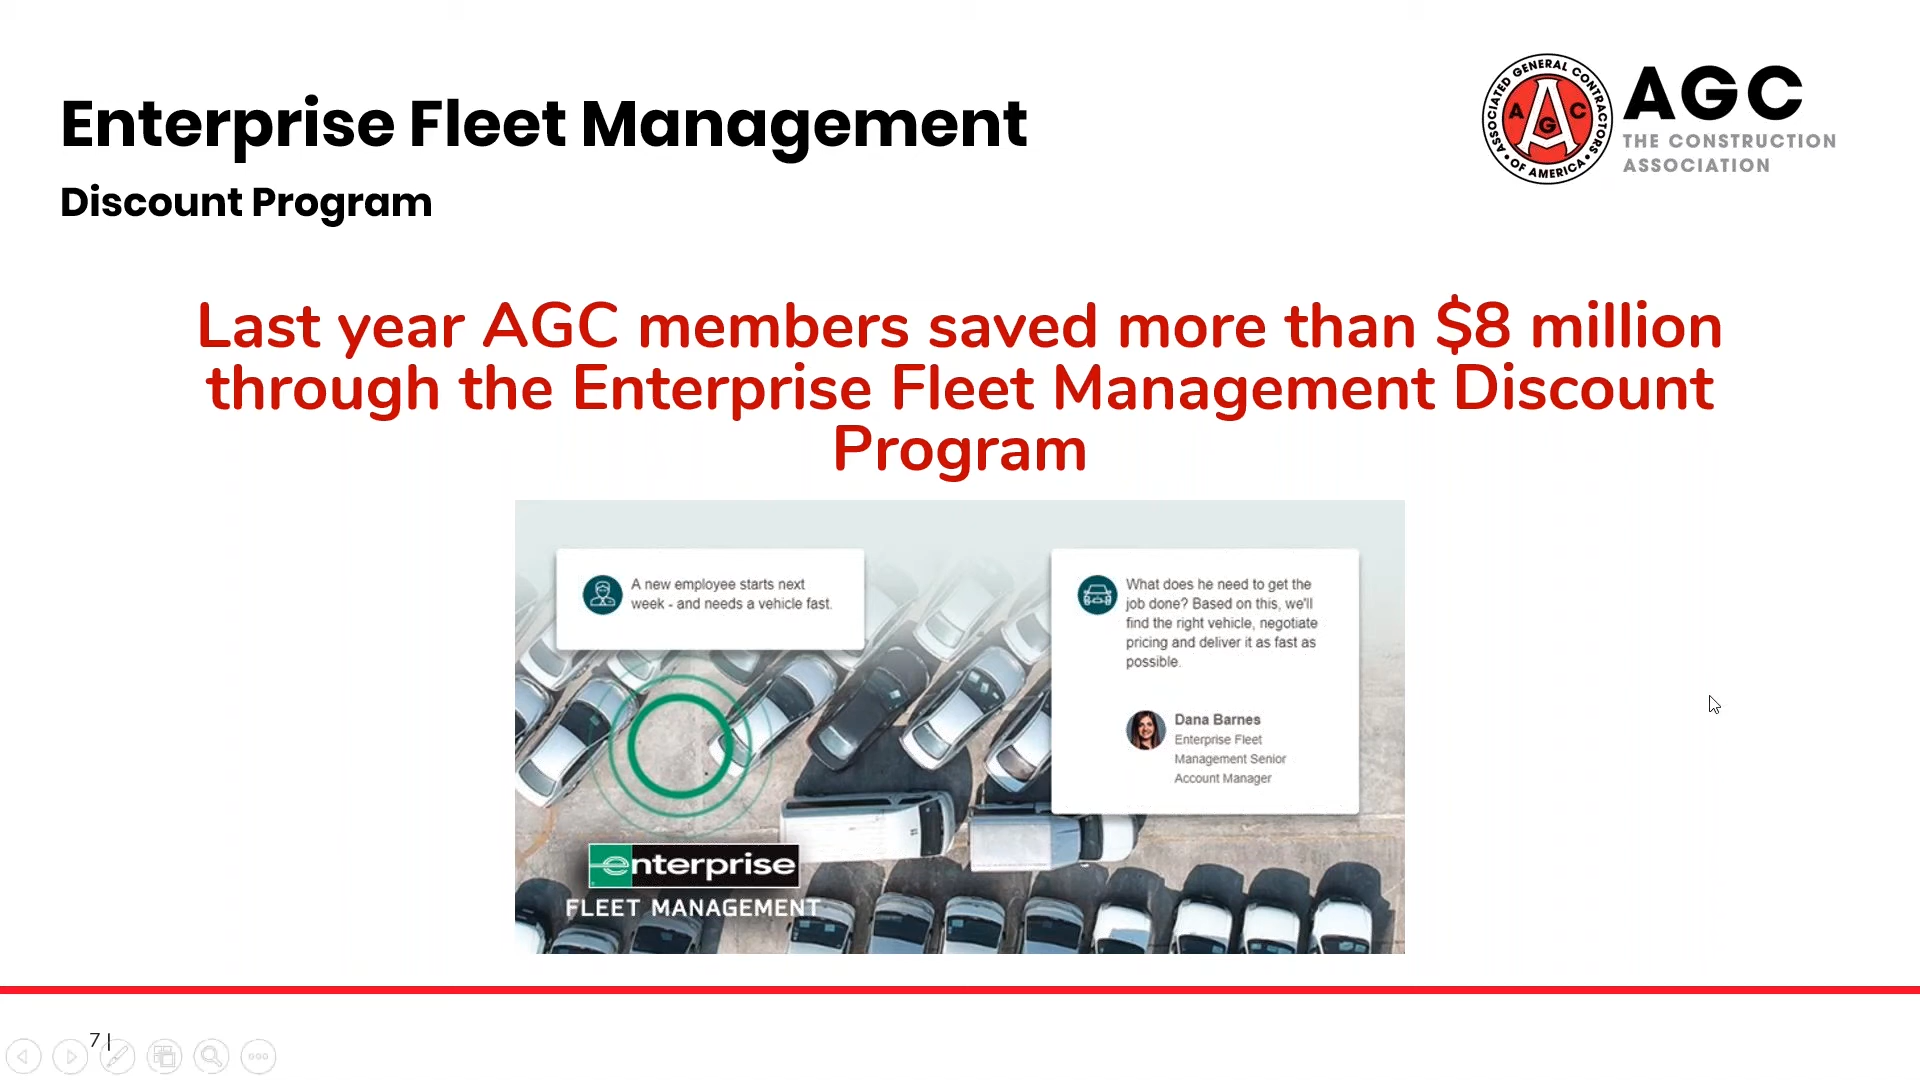 Enterprise Fleet Management
Discount Program
ASSOCIATED GENERAL CONTRACTORS
OF AMERICA
A G C
AGC
THE CONSTRUCTION
ASSOCIATION
Last year AGC members saved more than $8 million
through the Enterprise Fleet Management Discount
Program
A new employee starts next
week - and needs a vehicle fast.
What does he need to get the
job done? Based on this, we'll
find the right vehicle, negotiate
pricing and deliver it as fast as
possible.
Dana Barnes
Enterprise Fleet
Management Senior
Account Manager
enterprise
FLEET MANAGEMENT
7 |